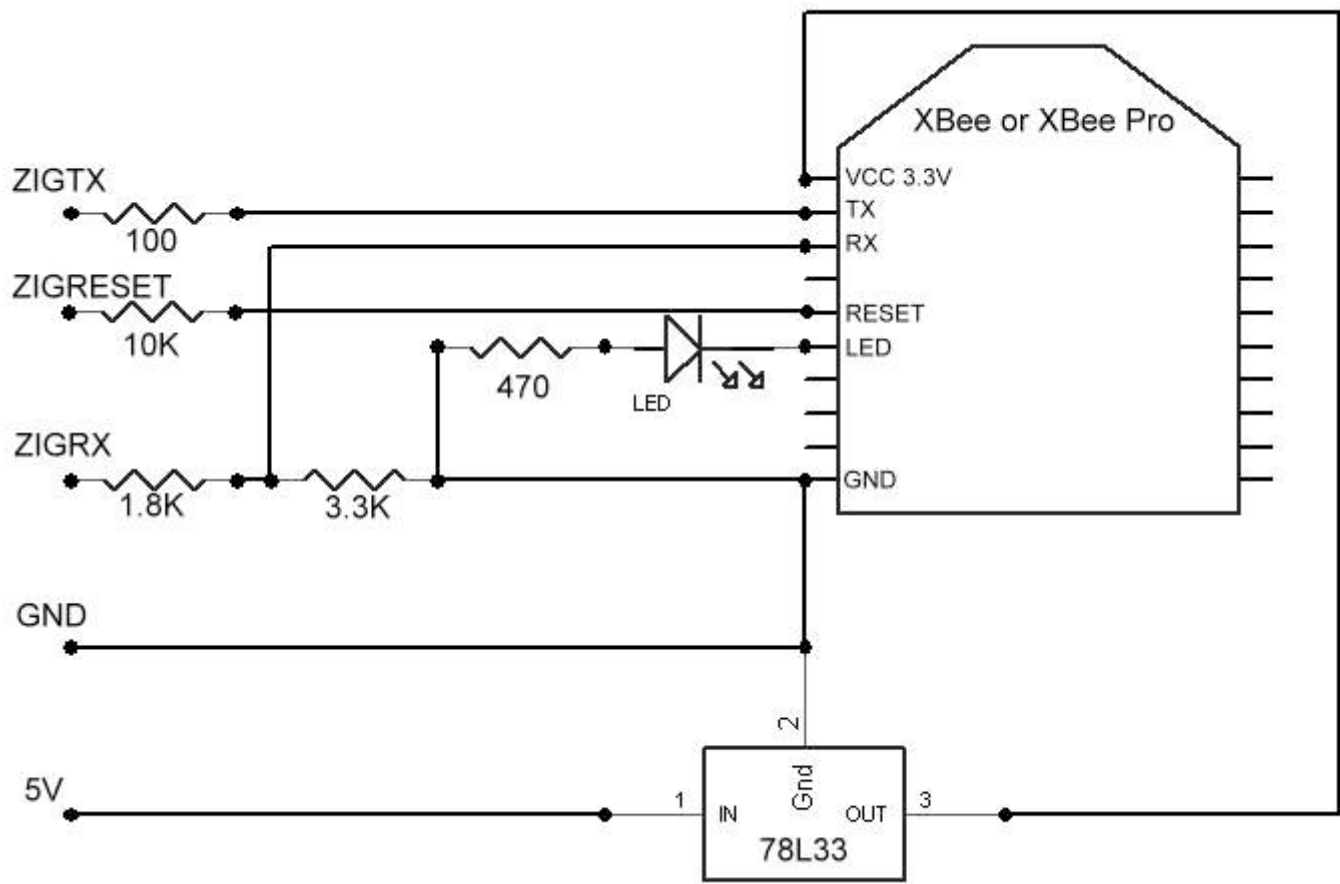 XBee or XBee Pro
ZIGTX
VCC 3.3V
TX
100
RX
ZIGRESET
RESET
10K
LED
470
LED
ZIGRX
GND
1.8K
3.3K
GND
2
5V
1
IN
Gnd
OUT
3
78L33